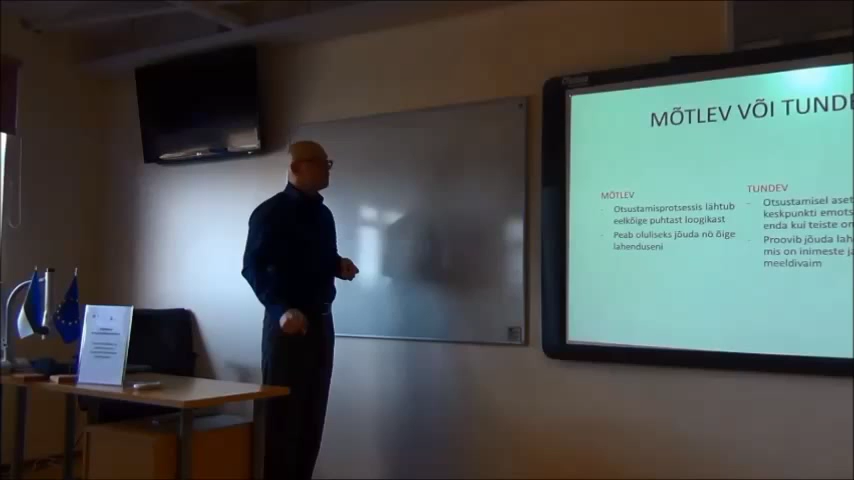 MÕTLEV VÕI TUNDE
MÕTLEV
Otsustamisprotsessis lähtub
eelkõige puhtast loogikast
Peab oluliseks jõuda nö õige
lahenduseni
TUNDEV
Otsustamisel aset
keskpunkti emots
enda kui teiste on
Proovib jõuda lah
mis on inimeste ja
meeldivaim